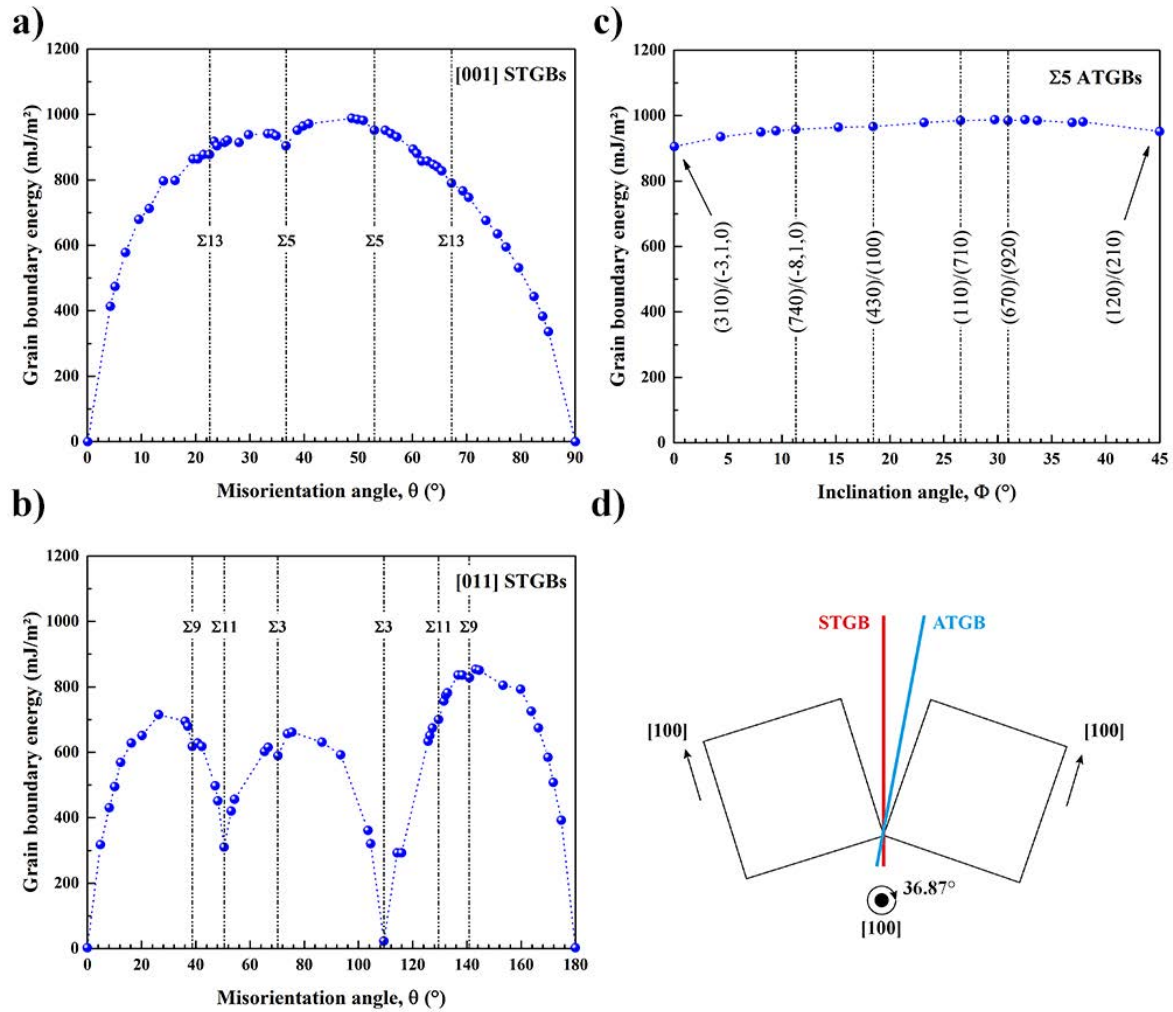 a)
1200
1000
800
600
400
200
0
Grain boundary energy (mJ/m²)
[001] STGBs
Σ13
Σ5
Σ5
Σ13
0 10 20 30 40 50 60 70 80 90
Misorientation angle, θ (°)
b)
1200
1000
800
600
400
200
0
Grain boundary energy (mJ/m²)
[011] STGBs
Σ9
Σ11
Σ3
Σ3
Σ11
Σ9
0 20 40 60 80 100 120 140 160 180
Misorientation angle, θ (°)
c)
1200
1000
800
600
400
200
0
Grain boundary energy (mJ/m²)
Σ5 ATGBs
(310)/(-3,1,0)
(740)/(-8,1,0)
(430)/(100)
(110)/(710)
(670)/(920)
(120)/(210)
0 5 10 15 20 25 30 35 40 45
Inclination angle, Φ (°)
d)
STGB
ATGB
[100]
[100]
36.87°
[100]